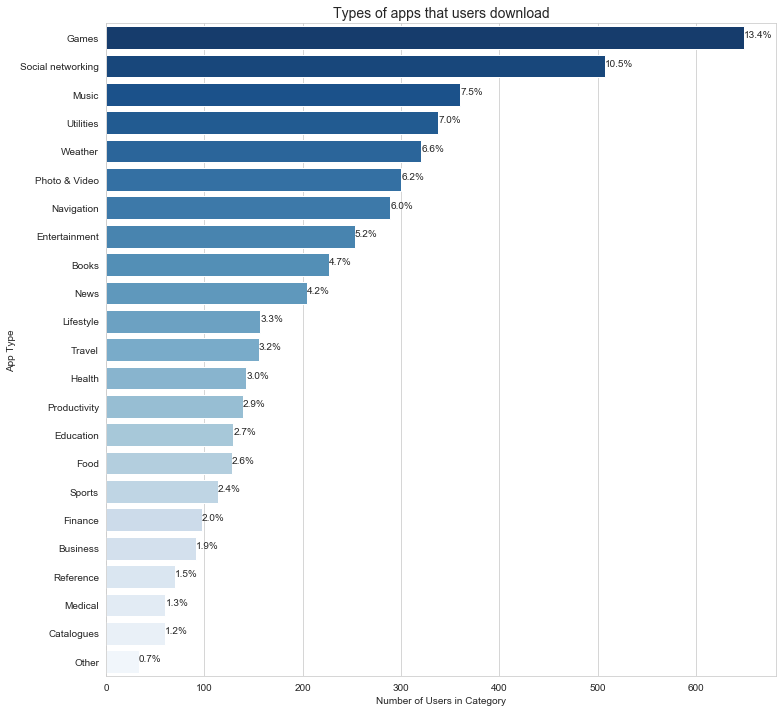 Types of apps that users download
Games 13.4%
Social networking 10.5%
Music 7.5%
Utilities 7.0%
Weather 6.6%
Photo & Video 6.2%
Navigation 6.0%
Entertainment 5.2%
Books 4.7%
News 4.2%
Lifestyle 3.3%
App Type
Travel 3.2%
Health 3.0%
Productivity 2.9%
Education 2.7%
Food 2.6%
Sports 2.4%
Finance 2.0%
Business 1.9%
Reference 1.5%
Medical 1.3%
Catalogues 1.2%
Other 0.7%
0 100 200 300 400 500 600
Number of Users in Category